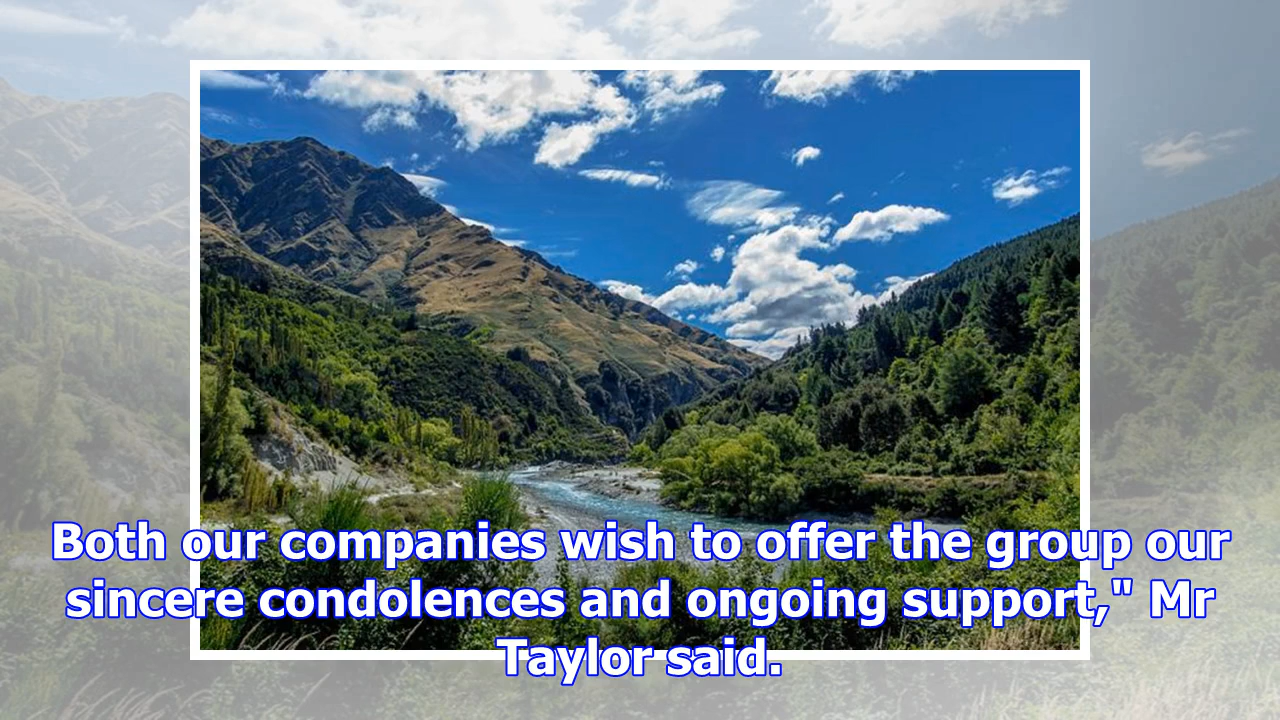 Both our companies wish to offer the group our
sincere condolences and ongoing support," Mr
Taylor said.